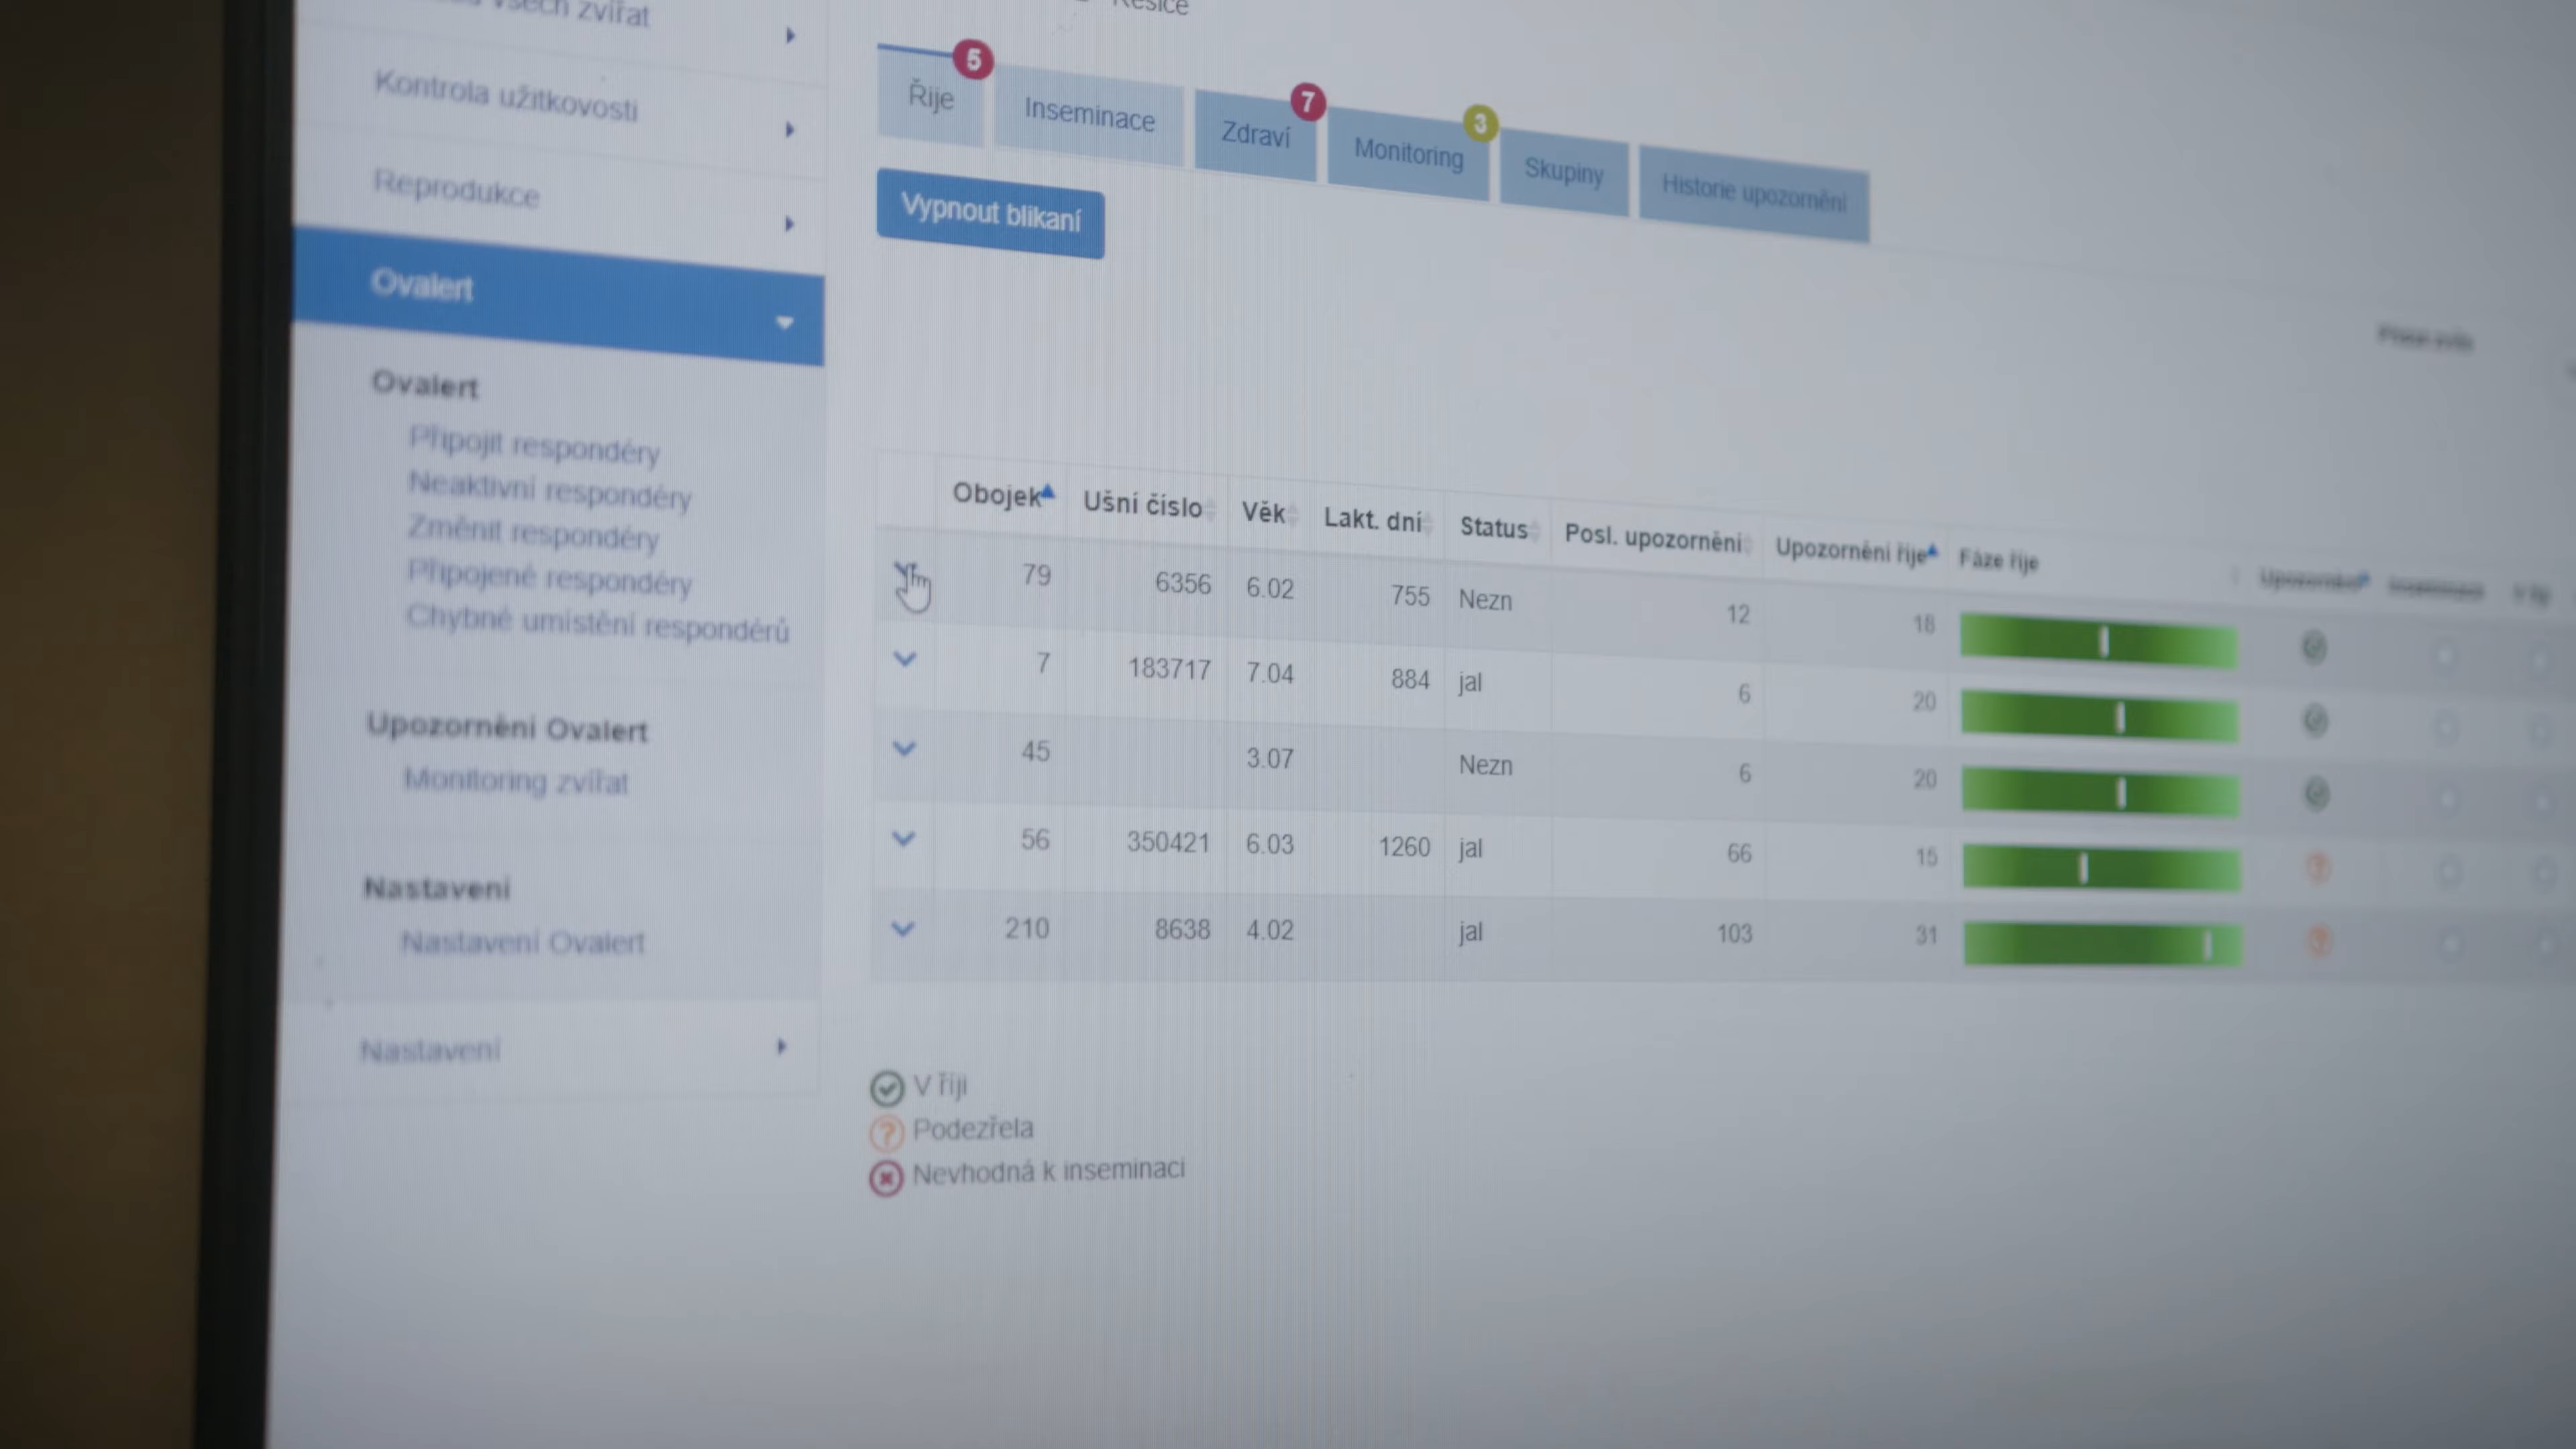 všech zvířat
Kontrola užitkovosti
Reprodukce
Ovalert
Ovalert
Připojit respondéry
Neaktivní respondéry
Změnit respondéry
Připojené respondéry
Chybné umístění respondérů
Upozornění Ovalert
Monitoring zvířat
Nastavení
Nastavení Ovalert
Nastavení
Řije 5
Inseminace
Zdraví 7
Monitoring 3
Skupiny
Historie upozornění
Vypnout blikaní
Obojek Ušní číslo Věk Lakt. dní Status Posl. upozornění Upozornění říje Fáze říje
79 6356 6.02 755 Nezn 12 18
7 183717 7.04 884 jal 6 20
45 3.07 Nezn 6 20
56 350421 6.03 1260 jal 66 15
210 8638 4.02 jal 103 31
V říji
Podezřela
Nevhodná k inseminaci